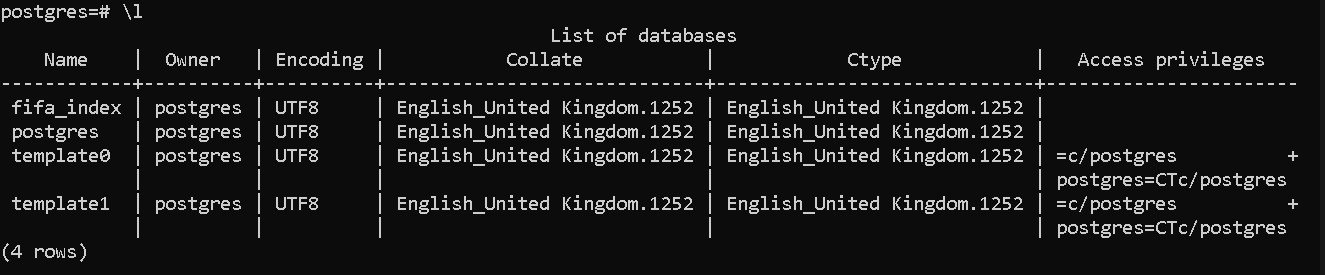 postgres=# \l
                                                  List of databases
    Name     |  Owner   | Encoding |           Collate           |            Ctype            |   Access privileges
-------------+----------+----------+-----------------------------+-----------------------------+-----------------------
 fifa_index | postgres | UTF8     | English_United Kingdom.1252 | English_United Kingdom.1252 |
 postgres   | postgres | UTF8     | English_United Kingdom.1252 | English_United Kingdom.1252 |
 template0  | postgres | UTF8     | English_United Kingdom.1252 | English_United Kingdom.1252 | =c/postgres          +
            |          |          |                             |                             | postgres=CTc/postgres
 template1  | postgres | UTF8     | English_United Kingdom.1252 | English_United Kingdom.1252 | =c/postgres          +
            |          |          |                             |                             | postgres=CTc/postgres
(4 rows)